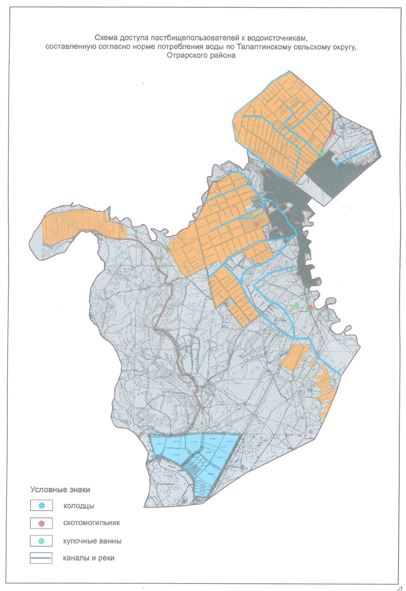 Схема доступа пастбищепользователей к водоисточникам,
составленную согласно норме потребления воды по Талаптинскому сельскому округу,
Отрарского района
Условные знаки
колодцы
скотомогильник
купочные ванны
каналы и реки